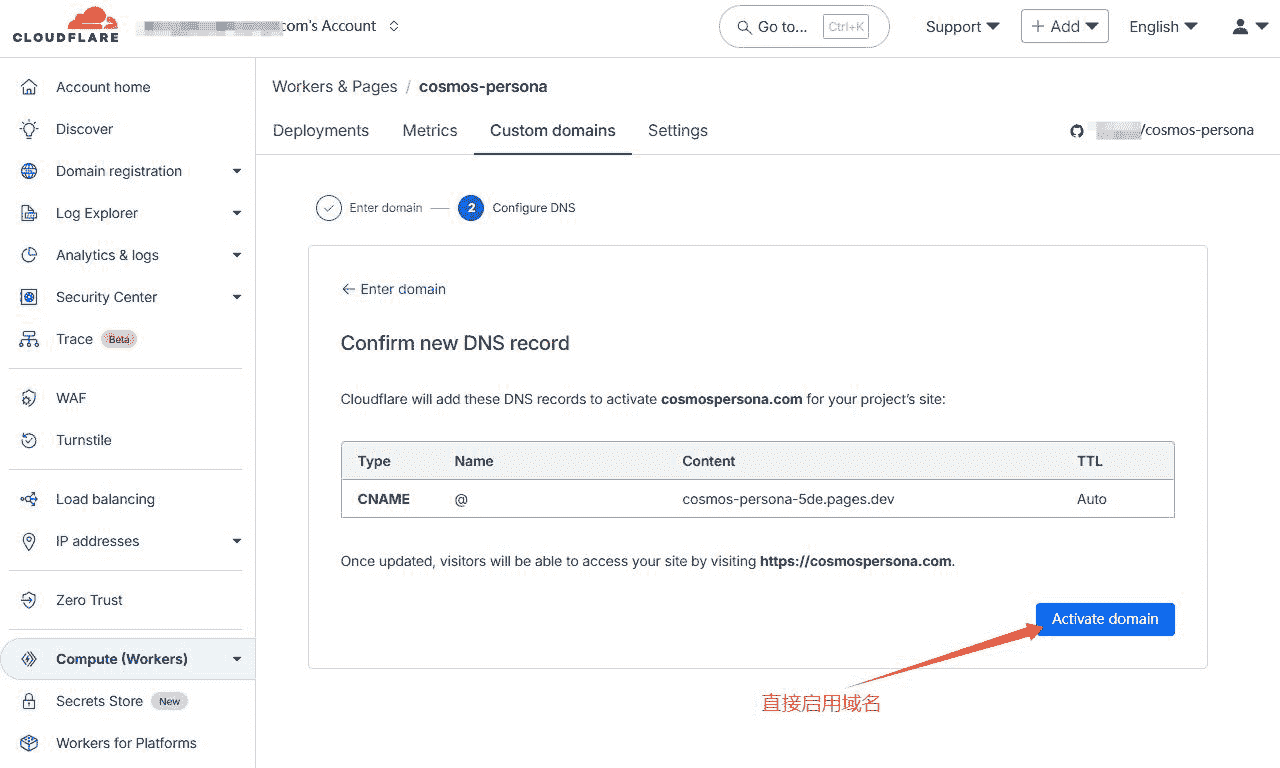 CLOUDFLARE
com's Account
Go to... Ctrl+K
Support
+ Add
English
Account home
Discover
Domain registration
Log Explorer
Analytics & logs
Security Center
Trace Beta
WAF
Turnstile
Load balancing
IP addresses
Zero Trust
Compute (Workers)
Secrets Store New
Workers for Platforms
Workers & Pages / cosmos-persona
Deployments Metrics Custom domains Settings
/cosmos-persona
Enter domain 2 Configure DNS
← Enter domain
Confirm new DNS record
Cloudflare will add these DNS records to activate cosmospersona.com for your project's site:
Type Name Content TTL
CNAME @ cosmos-persona-5de.pages.dev Auto
Once updated, visitors will be able to access your site by visiting https://cosmospersona.com.
Activate domain
直接启用域名